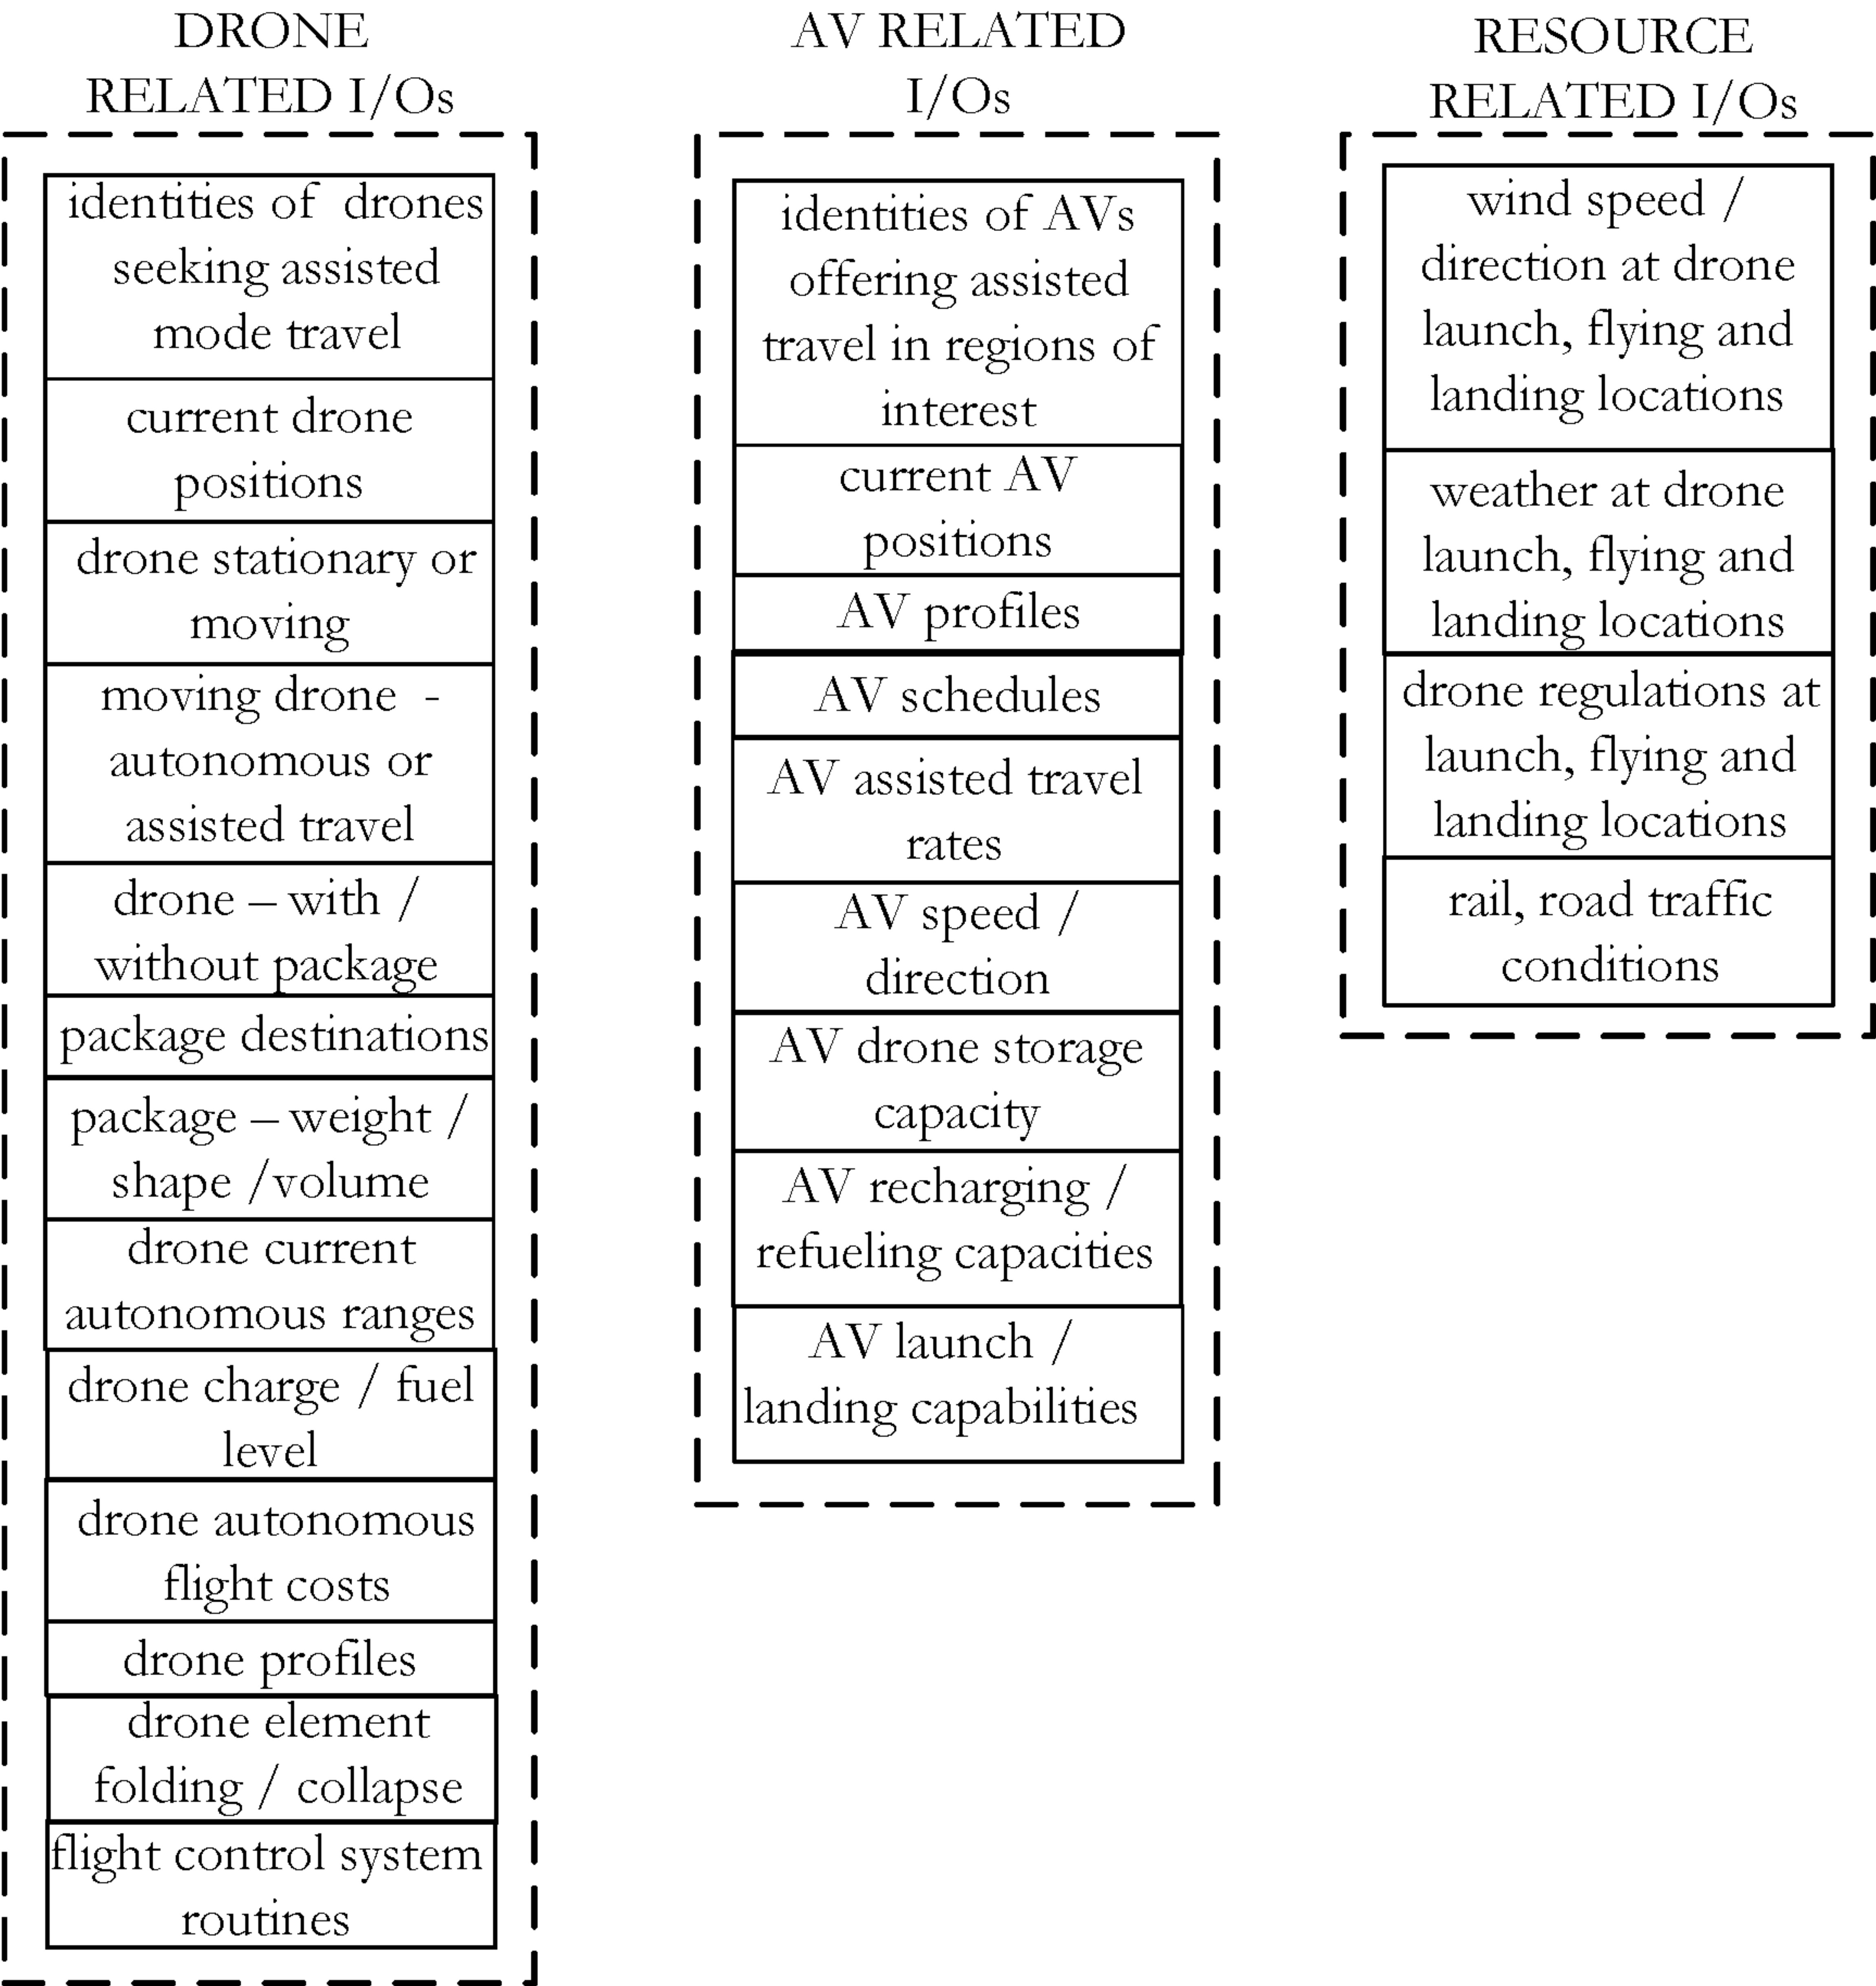 DRONE
RELATED I/Os
identities of drones
seeking assisted
mode travel
current drone
positions
drone stationary or
moving
moving drone -
autonomous or
assisted travel
drone – with /
without package
package destinations
package – weight /
shape /volume
drone current
autonomous ranges
drone charge / fuel
level
drone autonomous
flight costs
drone profiles
drone element
folding / collapse
flight control system
routines
AV RELATED
I/Os
identities of AVs
offering assisted
travel in regions of
interest
current AV
positions
AV profiles
AV schedules
AV assisted travel
rates
AV speed /
direction
AV drone storage
capacity
AV recharging /
refueling capacities
AV launch /
landing capabilities
RESOURCE
RELATED I/Os
wind speed /
direction at drone
launch, flying and
landing locations
weather at drone
launch, flying and
landing locations
drone regulations at
launch, flying and
landing locations
rail, road traffic
conditions